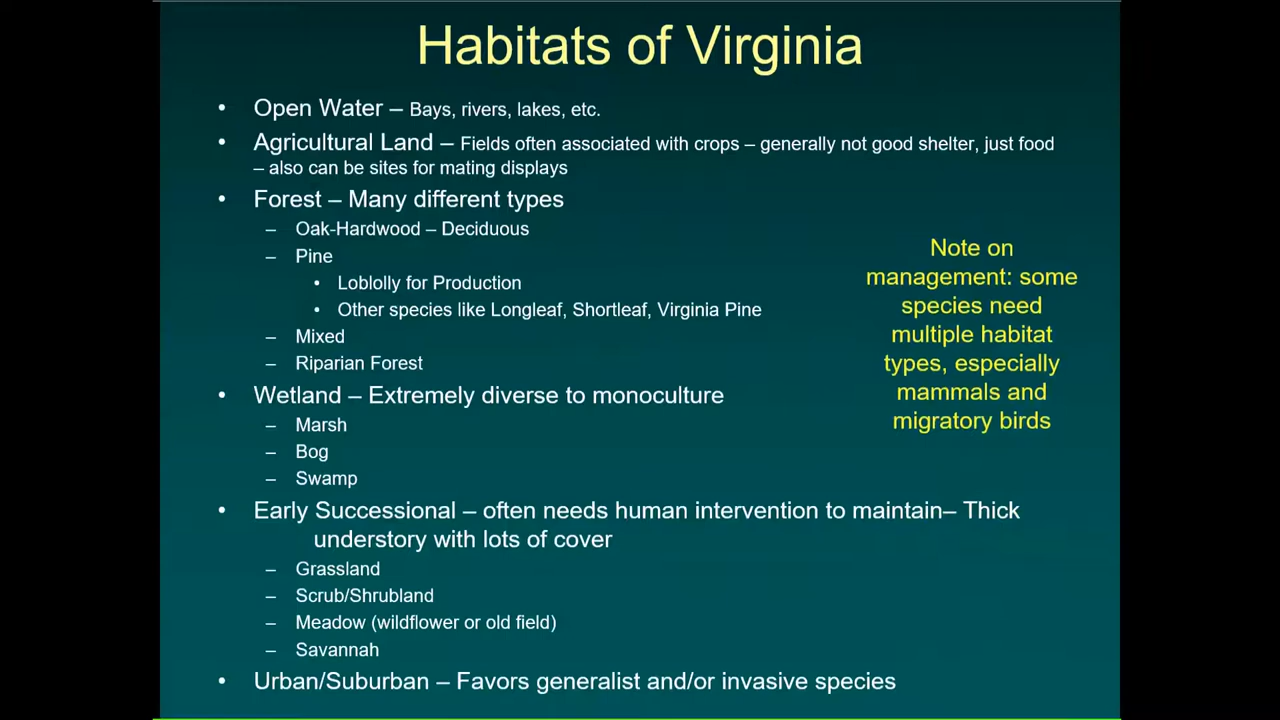 Habitats of Virginia
• Open Water – Bays, rivers, lakes, etc.
• Agricultural Land – Fields often associated with crops – generally not good shelter, just food
– also can be sites for mating displays
• Forest – Many different types
– Oak-Hardwood – Deciduous
– Pine
• Loblolly for Production
• Other species like Longleaf, Shortleaf, Virginia Pine
– Mixed
– Riparian Forest
• Wetland – Extremely diverse to monoculture
– Marsh
– Bog
– Swamp
• Early Successional – often needs human intervention to maintain– Thick
understory with lots of cover
– Grassland
– Scrub/Shrubland
– Meadow (wildflower or old field)
– Savannah
• Urban/Suburban – Favors generalist and/or invasive species
Note on
management: some
species need
multiple habitat
types, especially
mammals and
migratory birds